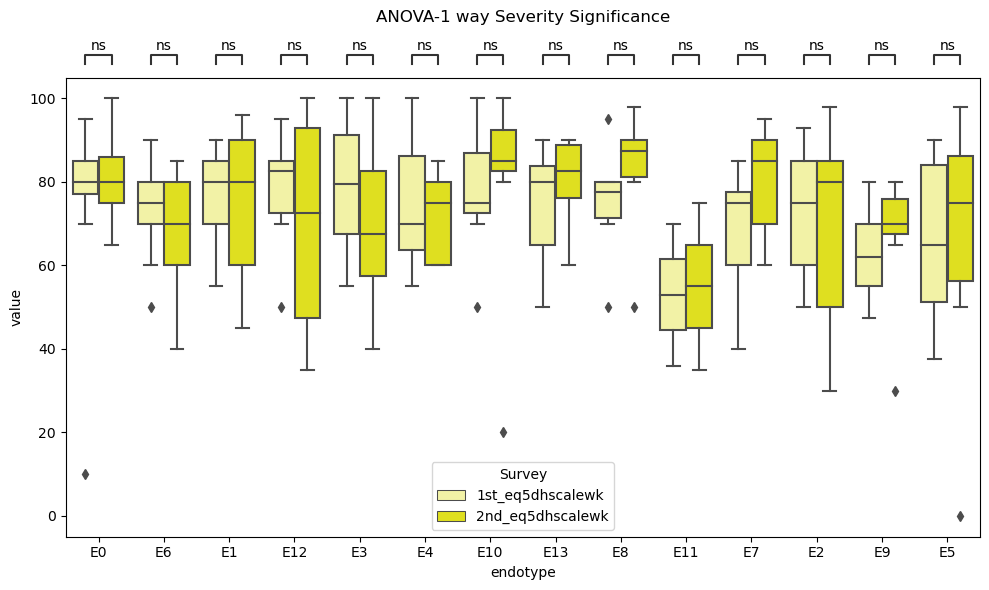 ANOVA-1 way Severity Significance
ns ns ns ns ns ns ns ns ns ns ns ns ns ns
100
80
60
40
20
0
value
Survey
1st_eq5dhscalewk
2nd_eq5dhscalewk
E0 E6 E1 E12 E3 E4 E10 E13 E8 E11 E7 E2 E9 E5
endotype